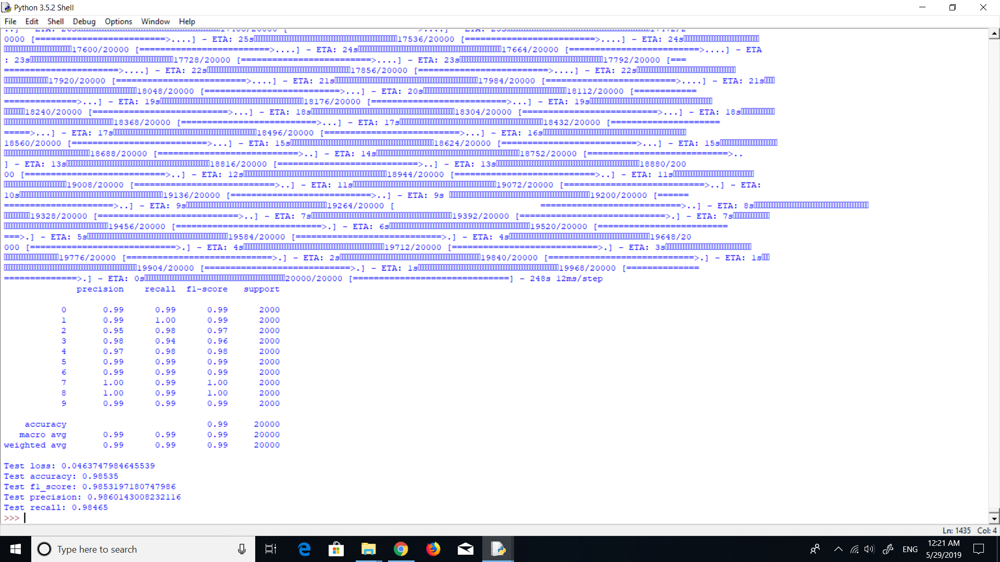 Python 3.5.2 Shell
File Edit Shell Debug Options Window Help
0000 [=========================>....] - ETA: 25s17536/20000 [=========================>....] - ETA: 24s
17600/20000 [=========================>....] - ETA: 24s17664/20000 [=========================>....] - ETA
: 23s17728/20000 [=========================>....] - ETA: 23s17792/20000 [===
======================>....] - ETA: 22s17856/20000 [=========================>....] - ETA: 22s
17920/20000 [=========================>....] - ETA: 21s17984/20000 [=========================>....] - ETA: 21s
18048/20000 [==========================>...] - ETA: 20s18112/20000 [============
==============>...] - ETA: 19s18176/20000 [==========================>...] - ETA: 19s
18240/20000 [==========================>...] - ETA: 18s18304/20000 [==========================>...] - ETA: 18s
18368/20000 [==========================>...] - ETA: 17s18432/20000 [=====================
=====>...] - ETA: 17s18496/20000 [==========================>...] - ETA: 16s
18560/20000 [==========================>...] - ETA: 15s18624/20000 [==========================>...] - ETA: 15s
18688/20000 [===========================>..] - ETA: 14s18752/20000 [===========================>..
] - ETA: 13s18816/20000 [===========================>..] - ETA: 13s18880/200
00 [===========================>..] - ETA: 12s18944/20000 [===========================>..] - ETA: 11s
19008/20000 [===========================>..] - ETA: 11s19072/20000 [===========================>..] - ETA:
10s19136/20000 [===========================>..] - ETA: 9s 19200/20000 [======
=====================>..] - ETA: 9s19264/20000 [ ===========================>..] - ETA: 8s
19328/20000 [===========================>..] - ETA: 7s19392/20000 [============================>.] - ETA: 7s
19456/20000 [============================>.] - ETA: 6s19520/20000 [=========================
===>.] - ETA: 5s19584/20000 [============================>.] - ETA: 4s19648/20
000 [============================>.] - ETA: 4s19712/20000 [============================>.] - ETA: 3s
19776/20000 [============================>.] - ETA: 2s19840/20000 [============================>.] - ETA: 1s
19904/20000 [============================>.] - ETA: 1s19968/20000 [==============
==============>.] - ETA: 0s20000/20000 [==============================] - 248s 12ms/step
precision recall f1-score support
0 0.99 0.99 0.99 2000
1 0.99 1.00 0.99 2000
2 0.95 0.98 0.97 2000
3 0.98 0.94 0.96 2000
4 0.97 0.98 0.98 2000
5 0.99 0.99 0.99 2000
6 0.99 0.99 0.99 2000
7 1.00 0.99 1.00 2000
8 1.00 0.99 1.00 2000
9 0.99 0.99 0.99 2000
accuracy 0.99 20000
macro avg 0.99 0.99 0.99 20000
weighted avg 0.99 0.99 0.99 20000
Test loss: 0.0463747984645539
Test accuracy: 0.98535
Test f1_score: 0.9853197180747986
Test precision: 0.9860143008232116
Test recall: 0.98465
>>>
Ln: 1435 Col: 4
Type here to search
ENG
12:21 AM
5/29/2019